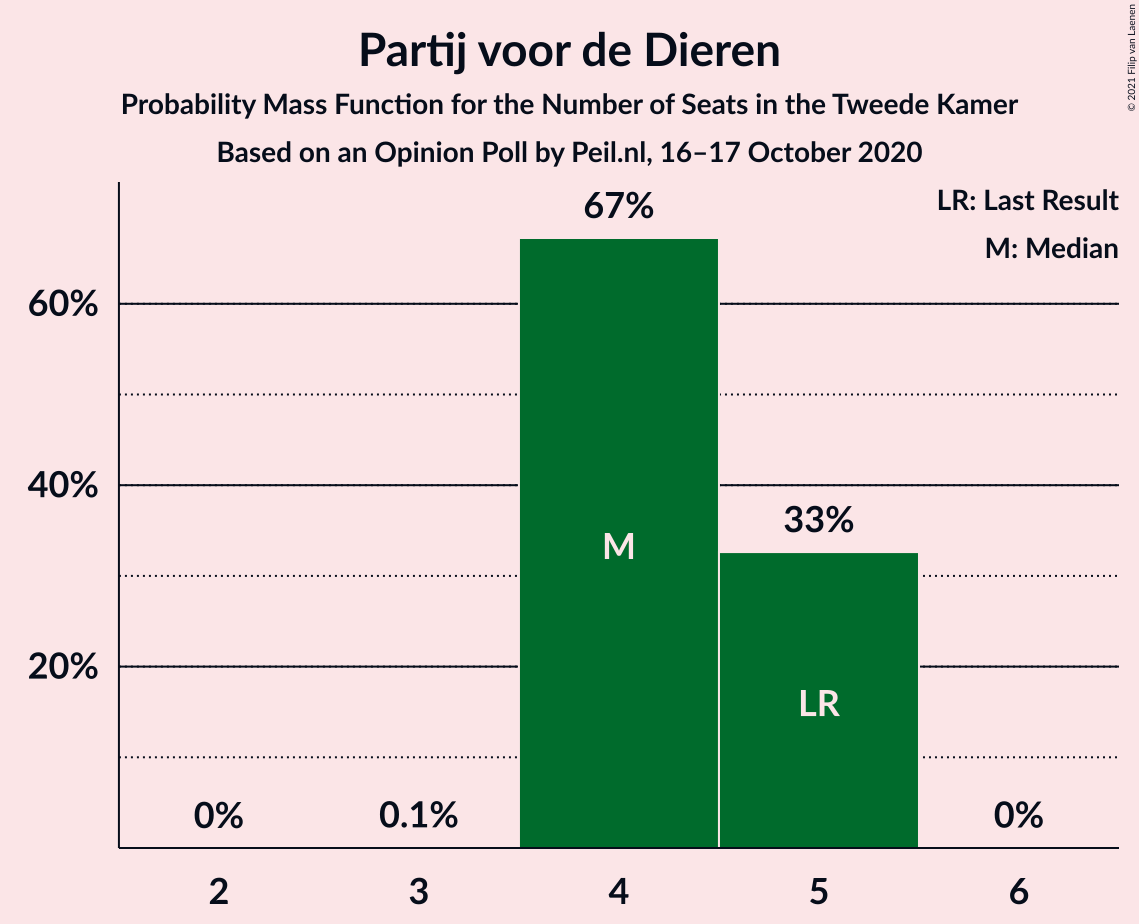 Partij voor de Dieren
Probability Mass Function for the Number of Seats in the Tweede Kamer
Based on an Opinion Poll by Peil.nl, 16–17 October 2020
© 2021 Filip van Laenen
LR: Last Result
M: Median
67%
60%
40%
33%
M
20%
LR
0%
0.1%
0%
2
3
4
5
6